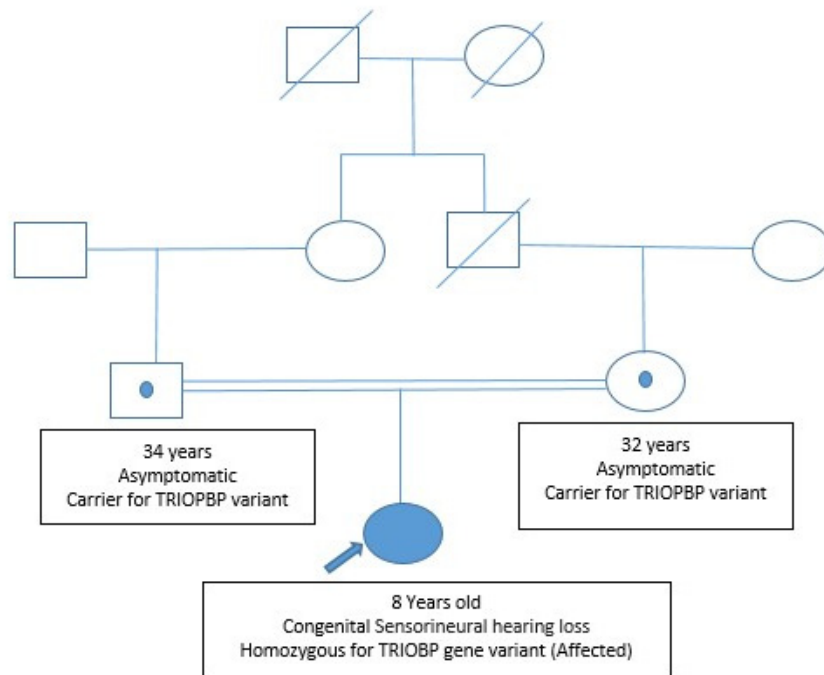 34 years
Asymptomatic
Carrier for TRIOPBP variant
32 years
Asymptomatic
Carrier for TRIOPBP variant
8 Years old
Congenital Sensorineural hearing loss
Homozygous for TRIOBP gene variant (Affected)